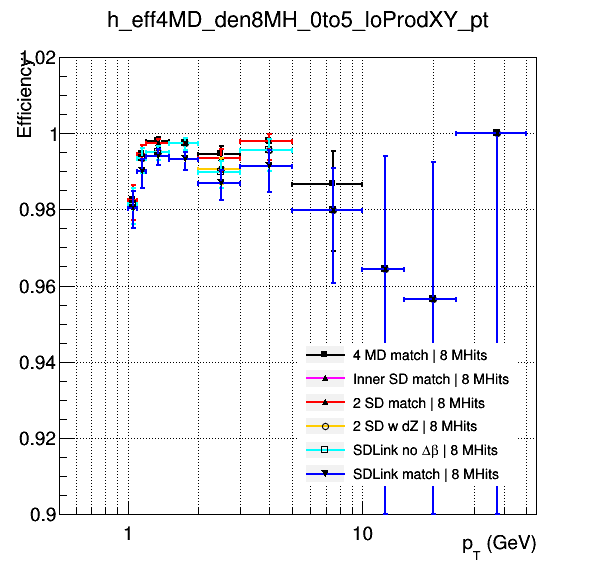 h_eff4MD_den8MH_0to5_loProdXY_pt
Efficiency
1.02
1
0.98
0.96
0.94
0.92
0.9
4 MD match | 8 MHits
Inner SD match | 8 MHits
2 SD match | 8 MHits
2 SD w dZ | 8 MHits
SDLink no Δβ | 8 MHits
SDLink match | 8 MHits
1
10
p_T (GeV)